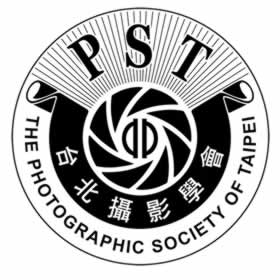 PST
台北攝影學會
THE PHOTOGRAPHIC SOCIETY OF TAIPEI